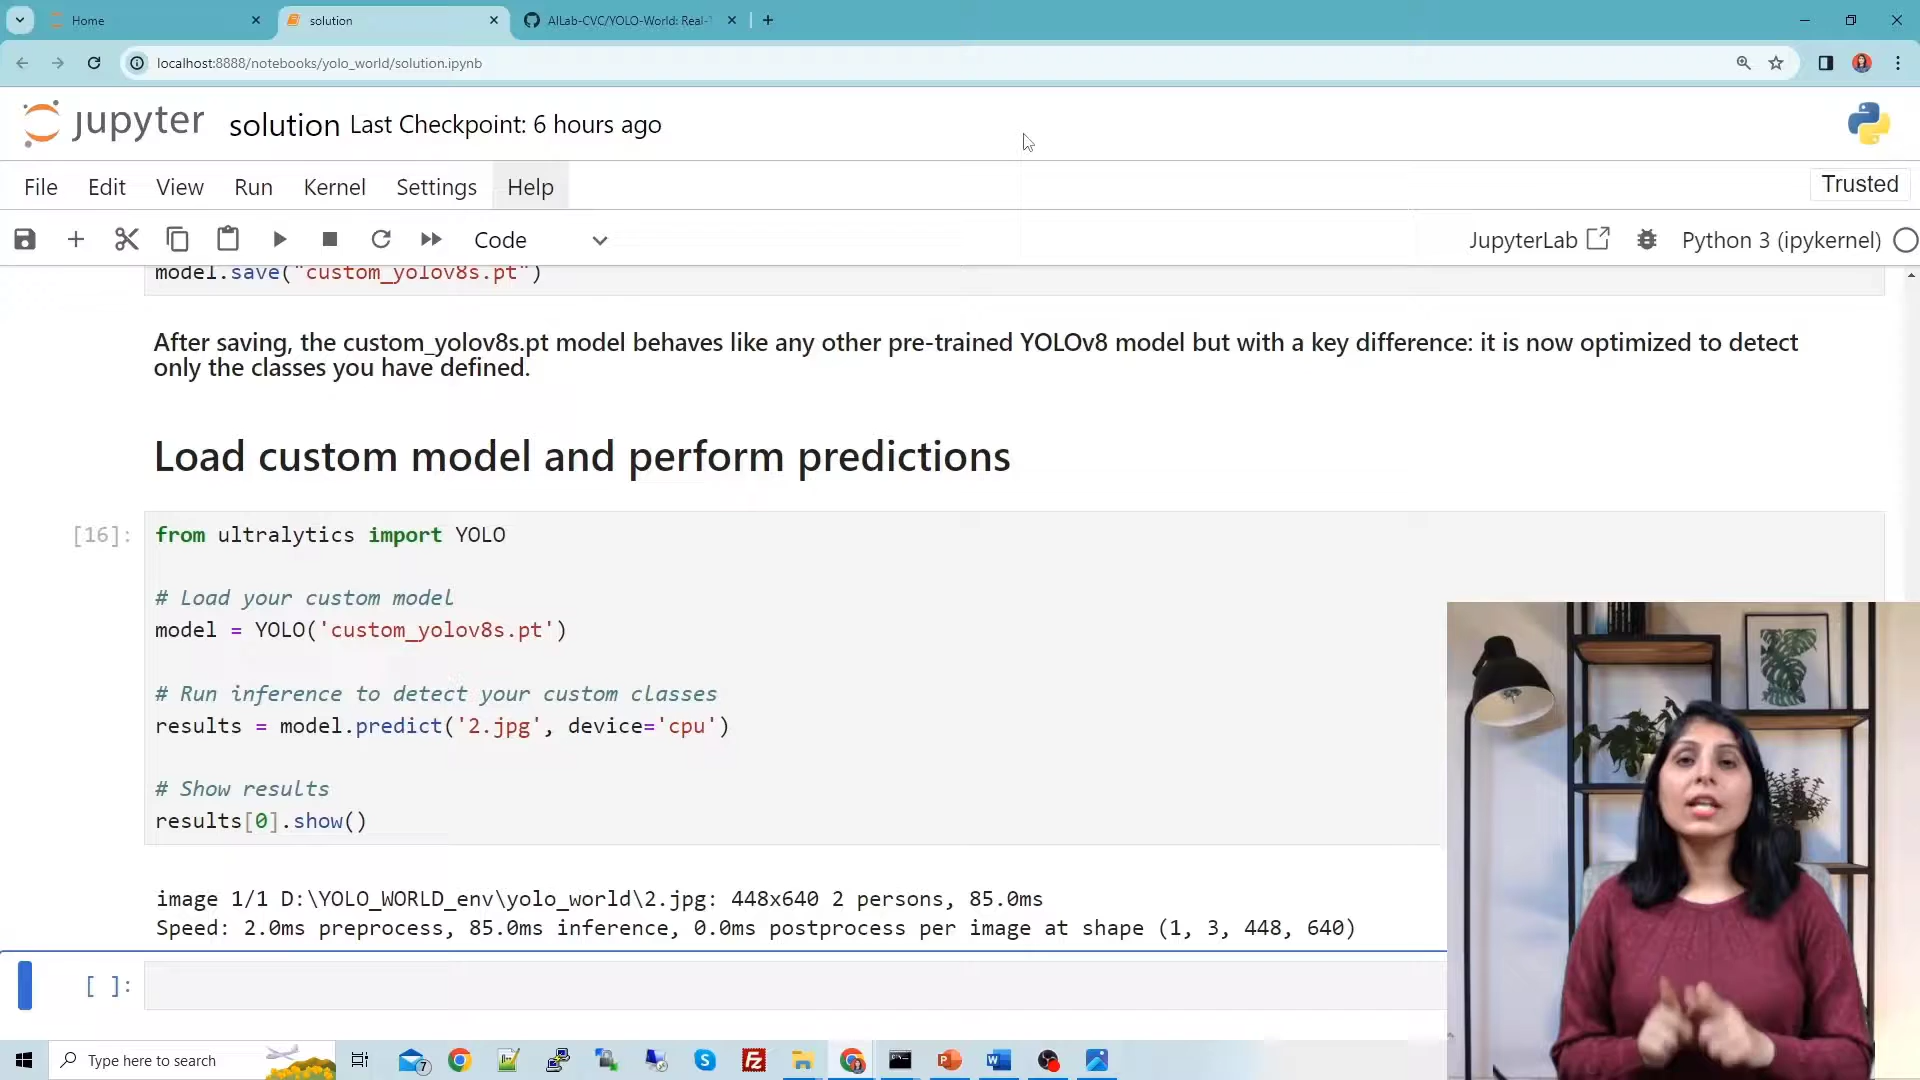 Home
solution
AILab-CVC/YOLO-World: Real-
localhost:8888/notebooks/yolo_world/solution.ipynb
jupyter solution Last Checkpoint: 6 hours ago
File Edit View Run Kernel Settings Help
Trusted
Code
JupyterLab
Python 3 (ipykernel)
model.save("custom_yolov8s.pt")
After saving, the custom_yolov8s.pt model behaves like any other pre-trained YOLOv8 model but with a key difference: it is now optimized to detect
only the classes you have defined.
Load custom model and perform predictions
[16]:
from ultralytics import YOLO
# Load your custom model
model = YOLO('custom_yolov8s.pt')
# Run inference to detect your custom classes
results = model.predict('2.jpg', device='cpu')
# Show results
results[0].show()
image 1/1 D:\YOLO_WORLD_env\yolo_world\2.jpg: 448x640 2 persons, 85.0ms
Speed: 2.0ms preprocess, 85.0ms inference, 0.0ms postprocess per image at shape (1, 3, 448, 640)
[ ]:
Type here to search
7